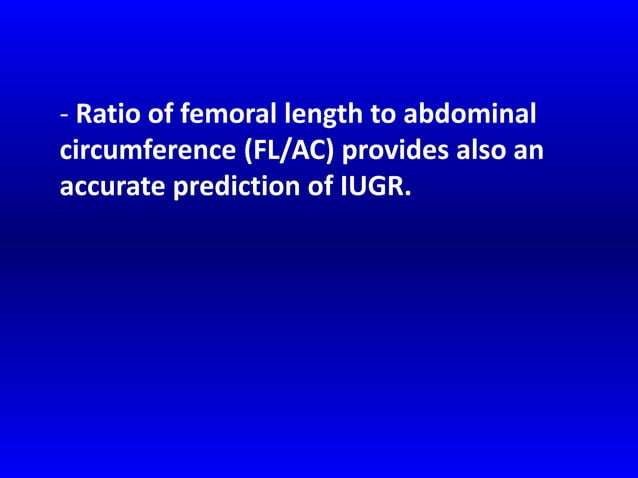 - Ratio of femoral length to abdominal
circumference (FL/AC) provides also an
accurate prediction of IUGR.